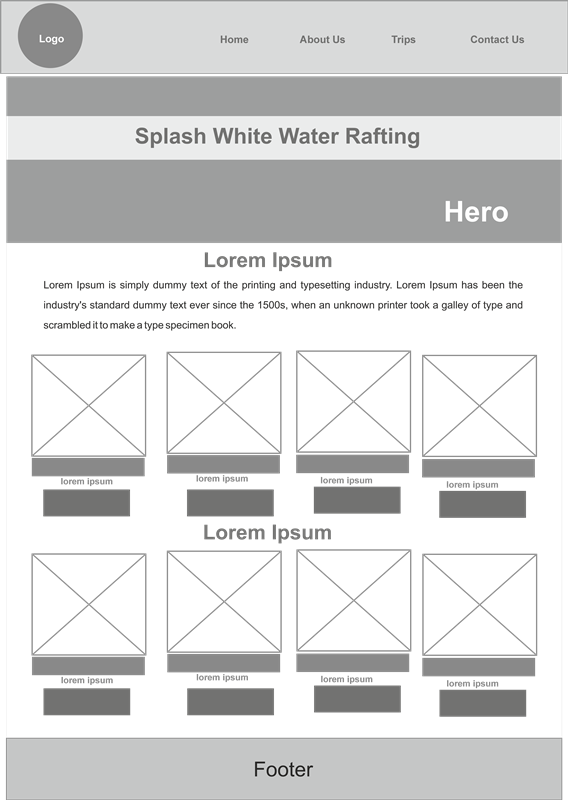 Logo
Home
About Us
Trips
Contact Us
Splash White Water Rafting
Hero
Lorem Ipsum
Lorem Ipsum is simply dummy text of the printing and typesetting industry. Lorem Ipsum has been the
industry's standard dummy text ever since the 1500s, when an unknown printer took a galley of type and
scrambled it to make a type specimen book.
lorem ipsum
lorem ipsum
lorem ipsum
lorem ipsum
Lorem Ipsum
lorem ipsum
lorem ipsum
lorem ipsum
lorem ipsum
Footer